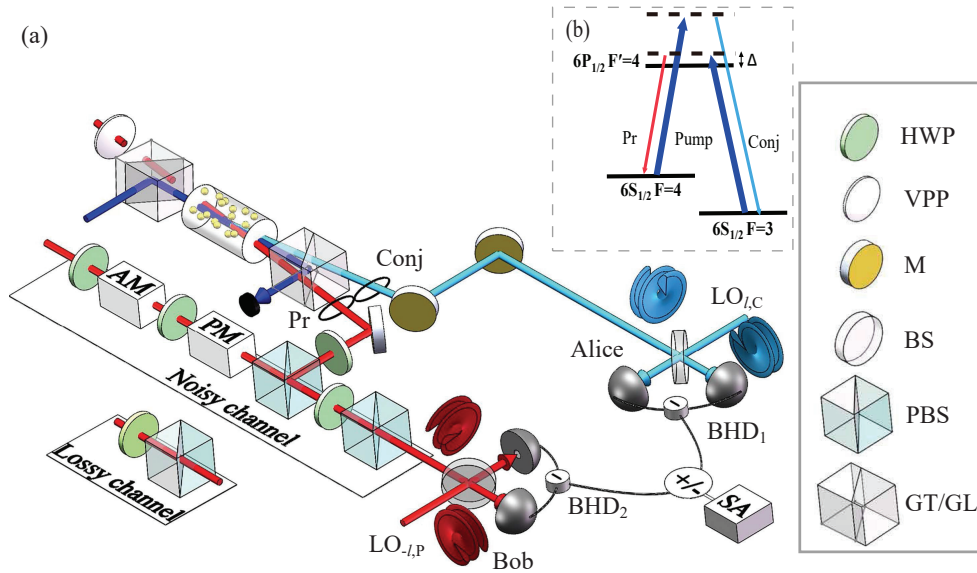 (a)
(b)
6P1/2 F'=4
Δ
Pr
Pump
Conj
6S1/2 F=4
6S1/2 F=3
HWP
VPP
M
BS
PBS
GT/GL
Conj
Pr
AM
PM
Noisy channel
Lossy channel
LOl,C
Alice
−
BHD1
−
BHD2
+/-
SA
LO-l,P
Bob